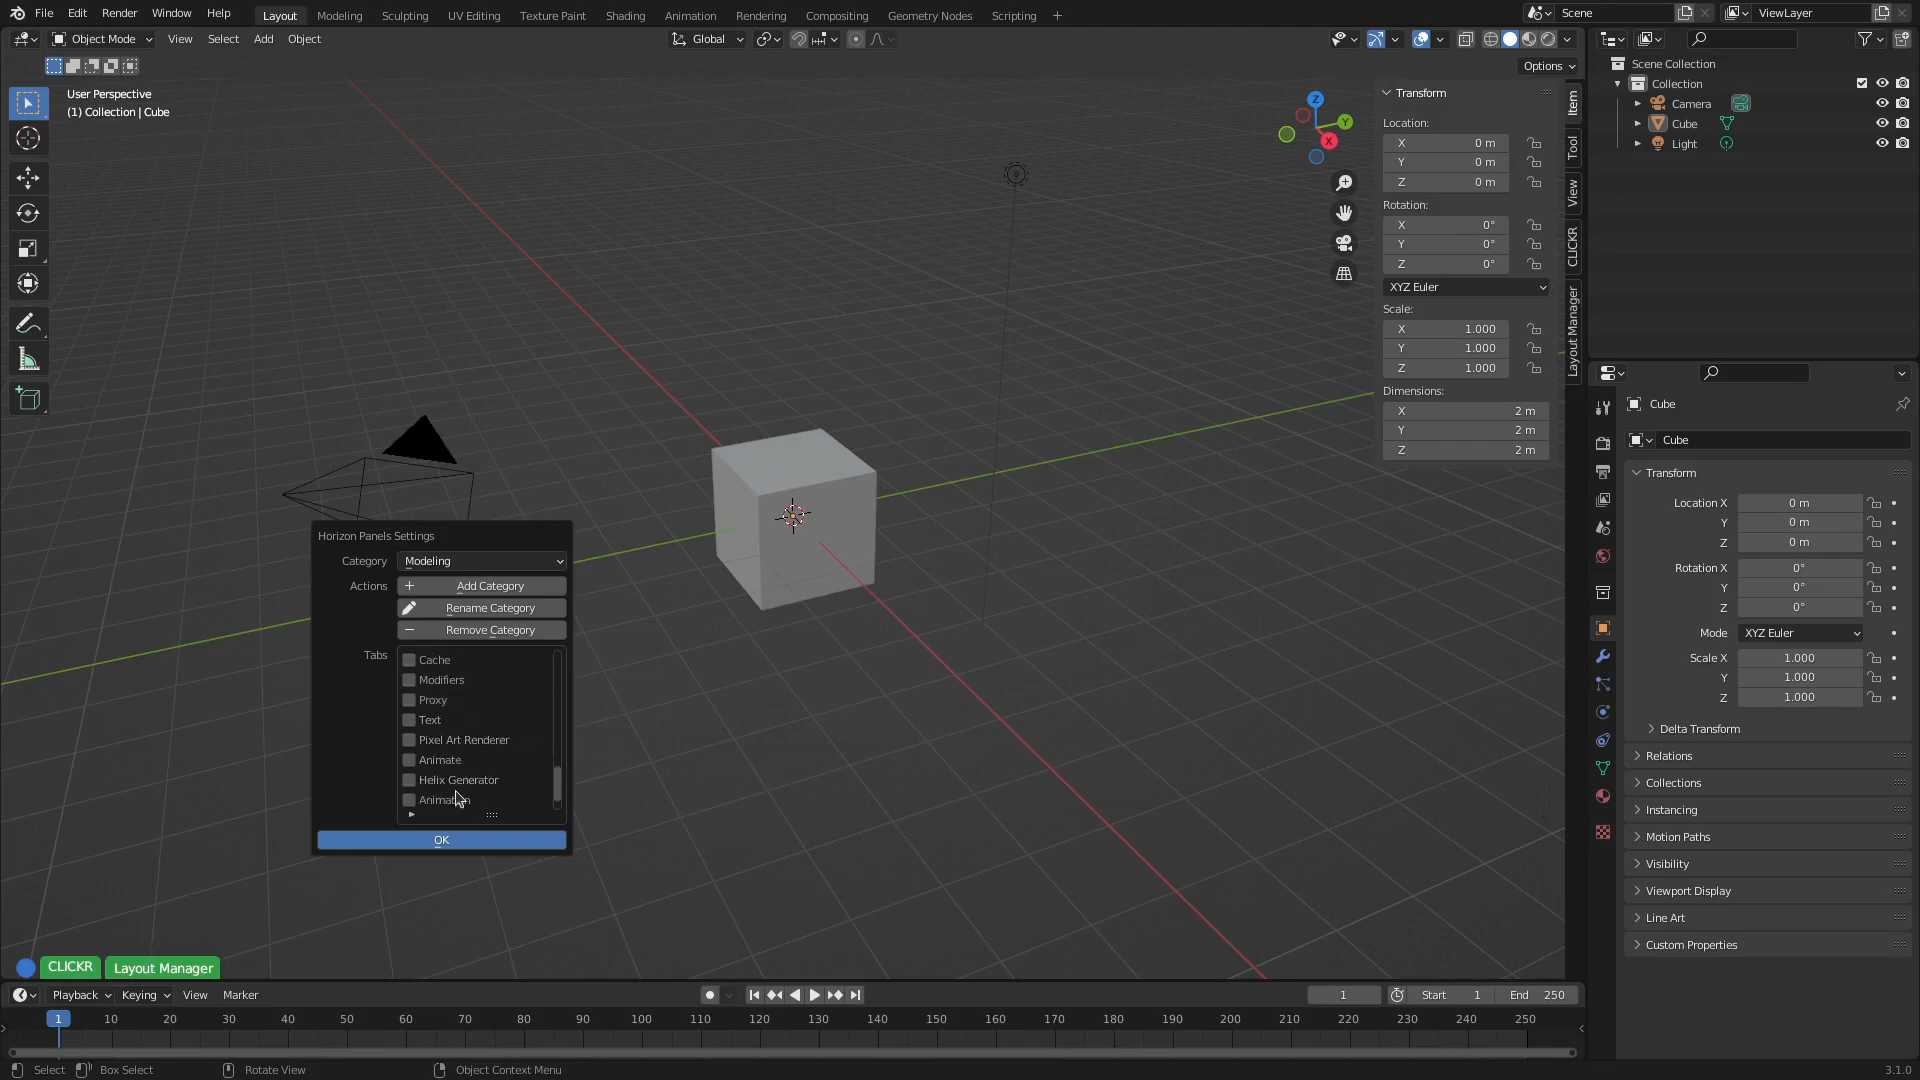 File Edit Render Window Help
Layout Modeling Sculpting UV Editing Texture Paint Shading Animation Rendering Compositing Geometry Nodes Scripting +
Scene
ViewLayer
Object Mode View Select Add Object
Global
Options
User Perspective
(1) Collection | Cube
Z
Y
X
Transform
Location:
X 0 m
Y 0 m
Z 0 m
Rotation:
X 0°
Y 0°
Z 0°
XYZ Euler
Scale:
X 1.000
Y 1.000
Z 1.000
Dimensions:
X 2 m
Y 2 m
Z 2 m
Item
Tool
View
CLICKR
Layout Manager
Scene Collection
Collection
Camera
Cube
Light
Cube
Cube
Transform
Location X 0 m
Y 0 m
Z 0 m
Rotation X 0°
Y 0°
Z 0°
Mode XYZ Euler
Scale X 1.000
Y 1.000
Z 1.000
Delta Transform
Relations
Collections
Instancing
Motion Paths
Visibility
Viewport Display
Line Art
Custom Properties
Horizon Panels Settings
Category Modeling
Actions + Add Category
Rename Category
− Remove Category
Tabs
Cache
Modifiers
Proxy
Text
Pixel Art Renderer
Animate
Helix Generator
OK
CLICKR Layout Manager
Playback Keying View Marker
1 Start 1 End 250
1 10 20 30 40 50 60 70 80 90 100 110 120 130 140 150 160 170 180 190 200 210 220 230 240 250
Select Box Select Rotate View Object Context Menu 3.1.0